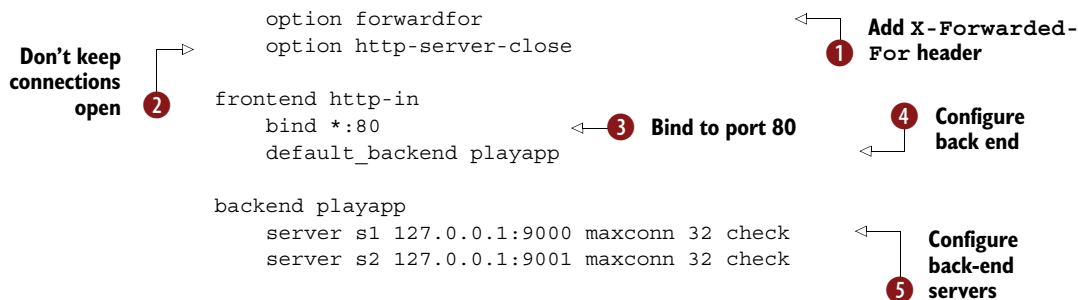 option forwardfor
option http-server-close
1
Add X-Forwarded-
For header
Don't keep
connections
open
2
frontend http-in
bind *:80
default_backend playapp
3
Bind to port 80
4
Configure
back end
backend playapp
server s1 127.0.0.1:9000 maxconn 32 check
server s2 127.0.0.1:9001 maxconn 32 check
Configure
back-end
servers
5